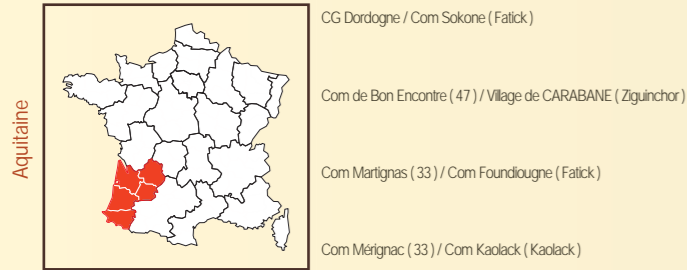 Aquitaine
CG Dordogne / Com Sokone ( Fatick )
Com de Bon Encontre ( 47 ) / Village de CARABANE ( Ziguinchor )
Com Martignas ( 33 ) / Com Foundiougne ( Fatick )
Com Mérignac ( 33 ) / Com Kaolack ( Kaolack )